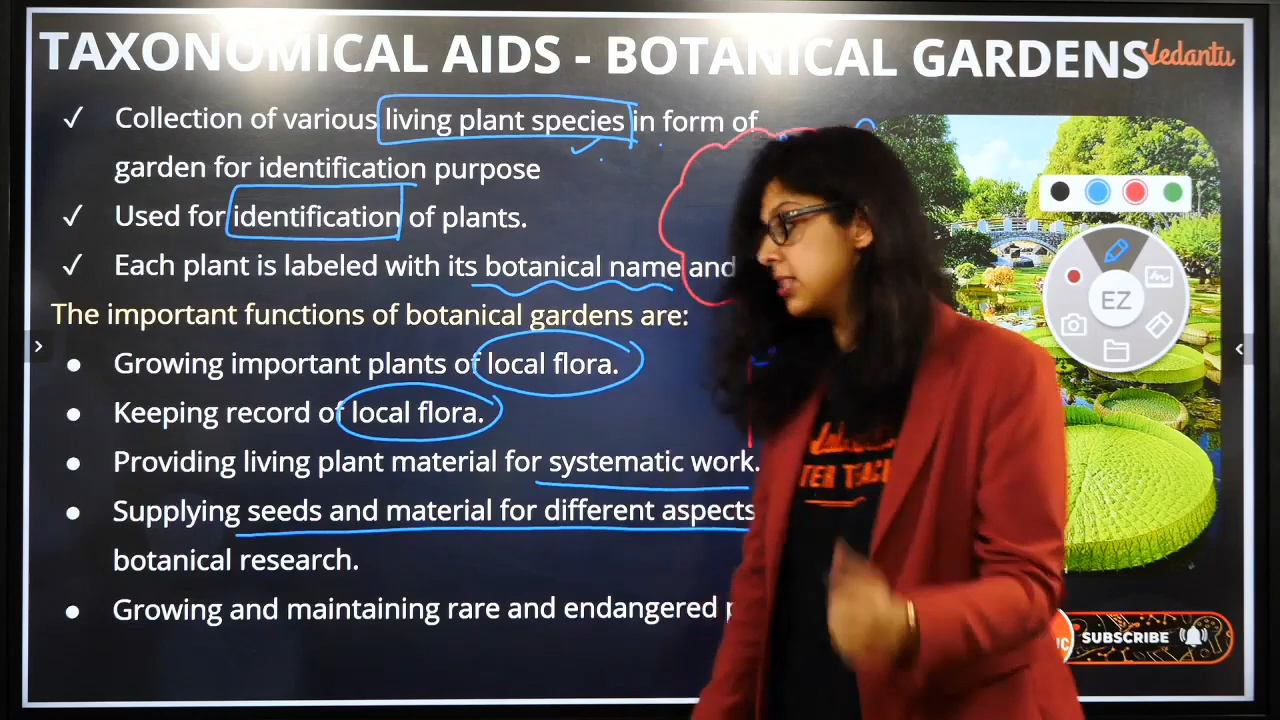 TAXONOMICAL AIDS - BOTANICAL GARDENS
Vedantu
✓ Collection of various living plant species in form of
garden for identification purpose
✓ Used for identification of plants.
✓ Each plant is labeled with its botanical name and
The important functions of botanical gardens are:
● Growing important plants of local flora.
● Keeping record of local flora.
● Providing living plant material for systematic work.
● Supplying seeds and material for different aspects
botanical research.
● Growing and maintaining rare and endangered
EZ
SUBSCRIBE